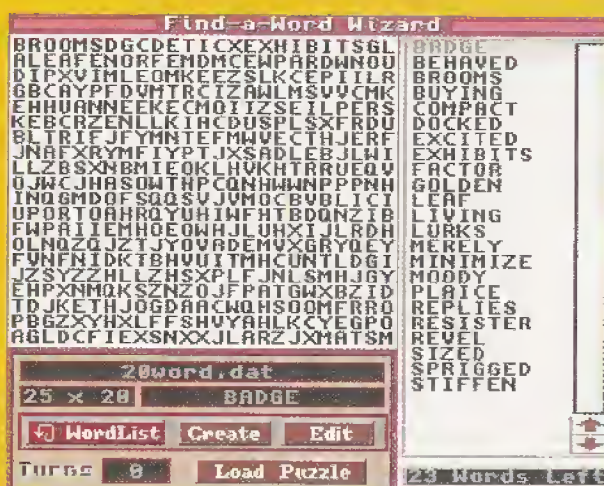 Find-a-Word Wizard
BROOMSDGCDETICXEXHIBITSGL
ALEAFENORFEMDMCEWPARDWNOU
DIPXVIMLEOMKEEZSLKCEPIILR
GBCAYPFDVMTRCIZAWLMSVVCMK
EHHUANNEEKECMOIIZSEILPERS
KEBCRZENLLKIHCDUSPLSXFRDU
BLTRIFJFYMNTEFMWVECTHJERF
JNAFXRYMFIYPTJXSADLEBJLWI
LLZBSXNBMIEOKLHVKHTRRUEQV
OJWCJHASOWTHPCQNHWWNPPPNH
INQGMDOFSQQSVJVMOCBVBLICI
UPORTOAHRQYUHIWFHTBDQNZIB
FWPAIIEMHOEOWHJLUHXIJLRDH
OLNQZQJZTJYOVADEMVXGRYQEY
FVNFNIDKTBHVUITMHCUNTLDGI
JZSYZZHLLZHSXPLFJNLSMHJGY
EHPXNMQKSZNZOJFPATGWXBZID
TDJKETHJOGDAACWQHSOOMFRRO
PBGZXYHXLFFSHVYAHLKCYEGPO
AGLDCFIEXSNXXJLARZJXMATSM
BADGE
BEHAVED
BROOMS
BUYING
COMPACT
DOCKED
EXCITED
EXHIBITS
FACTOR
GOLDEN
LEAF
LIVING
LURKS
MERELY
MINIMIZE
MOODY
PLAICE
REPLIES
RESISTER
REVEL
SIZED
SPRIGGED
STIFFEN
20word.dat
25 x 20 BADGE
WordList Create Edit
Turns 0 Load Puzzle
23 Words Left